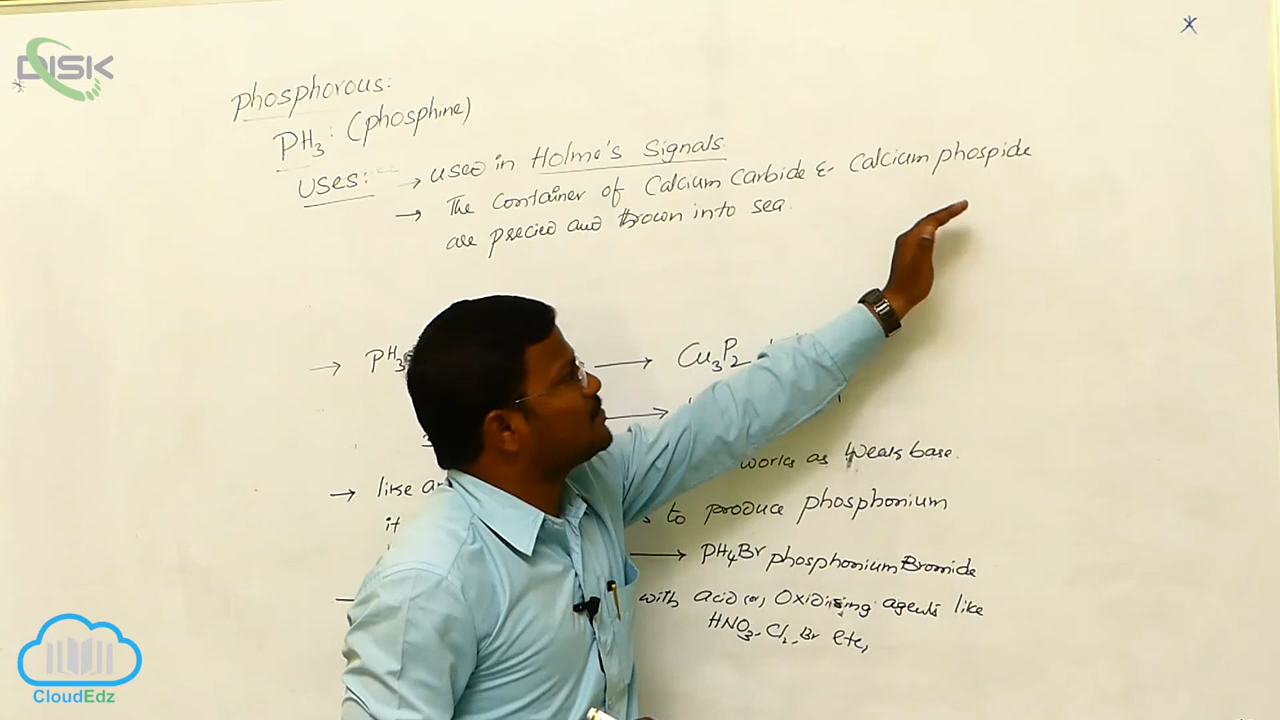 DISK
Phosphorous:
PH3: (phosphine)
Uses: → used in Holme's Signals
→ The container of Calcium Carbide & Calcium phospide
are precied and thrown into sea.
→ PH3 → Cu3P2
→
→ like works as weak base.
it to produce phosphonium
→ PH4Br phosphonium Bromide
with acid (or) Oxidising agents like
HNO3, Cl2, Br etc,
CloudEdz